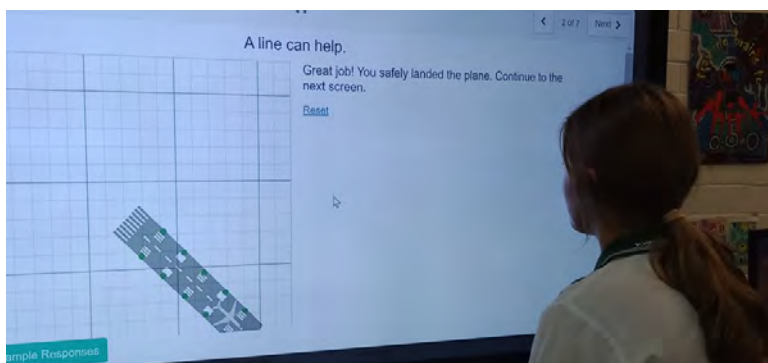 2 of 7 Next
A line can help.
Great job! You safely landed the plane. Continue to the
next screen.
Reset
ample Responses